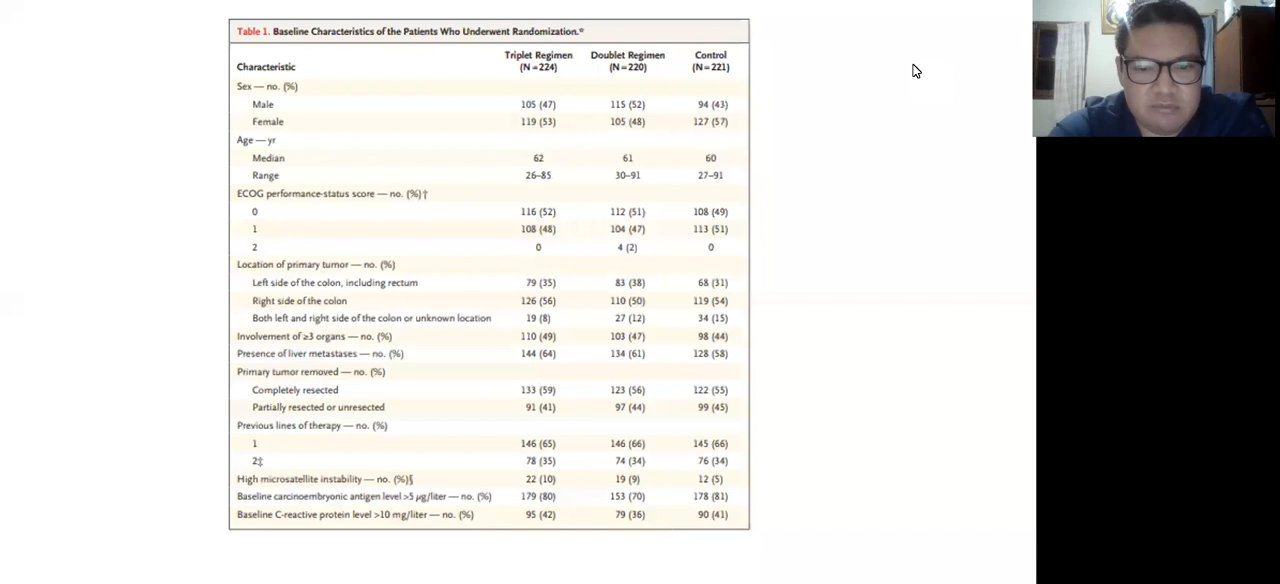 Table 1. Baseline Characteristics of the Patients Who Underwent Randomization.*
Characteristic Triplet Regimen (N=224) Doublet Regimen (N=220) Control (N=221)
Sex — no. (%)
Male 105 (47) 115 (52) 94 (43)
Female 119 (53) 105 (48) 127 (57)
Age — yr
Median 62 61 60
Range 26–85 30–91 27–91
ECOG performance-status score — no. (%)†
0 116 (52) 112 (51) 108 (49)
1 108 (48) 104 (47) 113 (51)
2 0 4 (2) 0
Location of primary tumor — no. (%)
Left side of the colon, including rectum 79 (35) 83 (38) 68 (31)
Right side of the colon 126 (56) 110 (50) 119 (54)
Both left and right side of the colon or unknown location 19 (8) 27 (12) 34 (15)
Involvement of ≥3 organs — no. (%) 110 (49) 103 (47) 98 (44)
Presence of liver metastases — no. (%) 144 (64) 134 (61) 128 (58)
Primary tumor removed — no. (%)
Completely resected 133 (59) 123 (56) 122 (55)
Partially resected or unresected 91 (41) 97 (44) 99 (45)
Previous lines of therapy — no. (%)
1 146 (65) 146 (66) 145 (66)
2‡ 78 (35) 74 (34) 76 (34)
High microsatellite instability — no. (%)§ 22 (10) 19 (9) 12 (5)
Baseline carcinoembryonic antigen level >5 μg/liter — no. (%) 179 (80) 153 (70) 178 (81)
Baseline C-reactive protein level >10 mg/liter — no. (%) 95 (42) 79 (36) 90 (41)